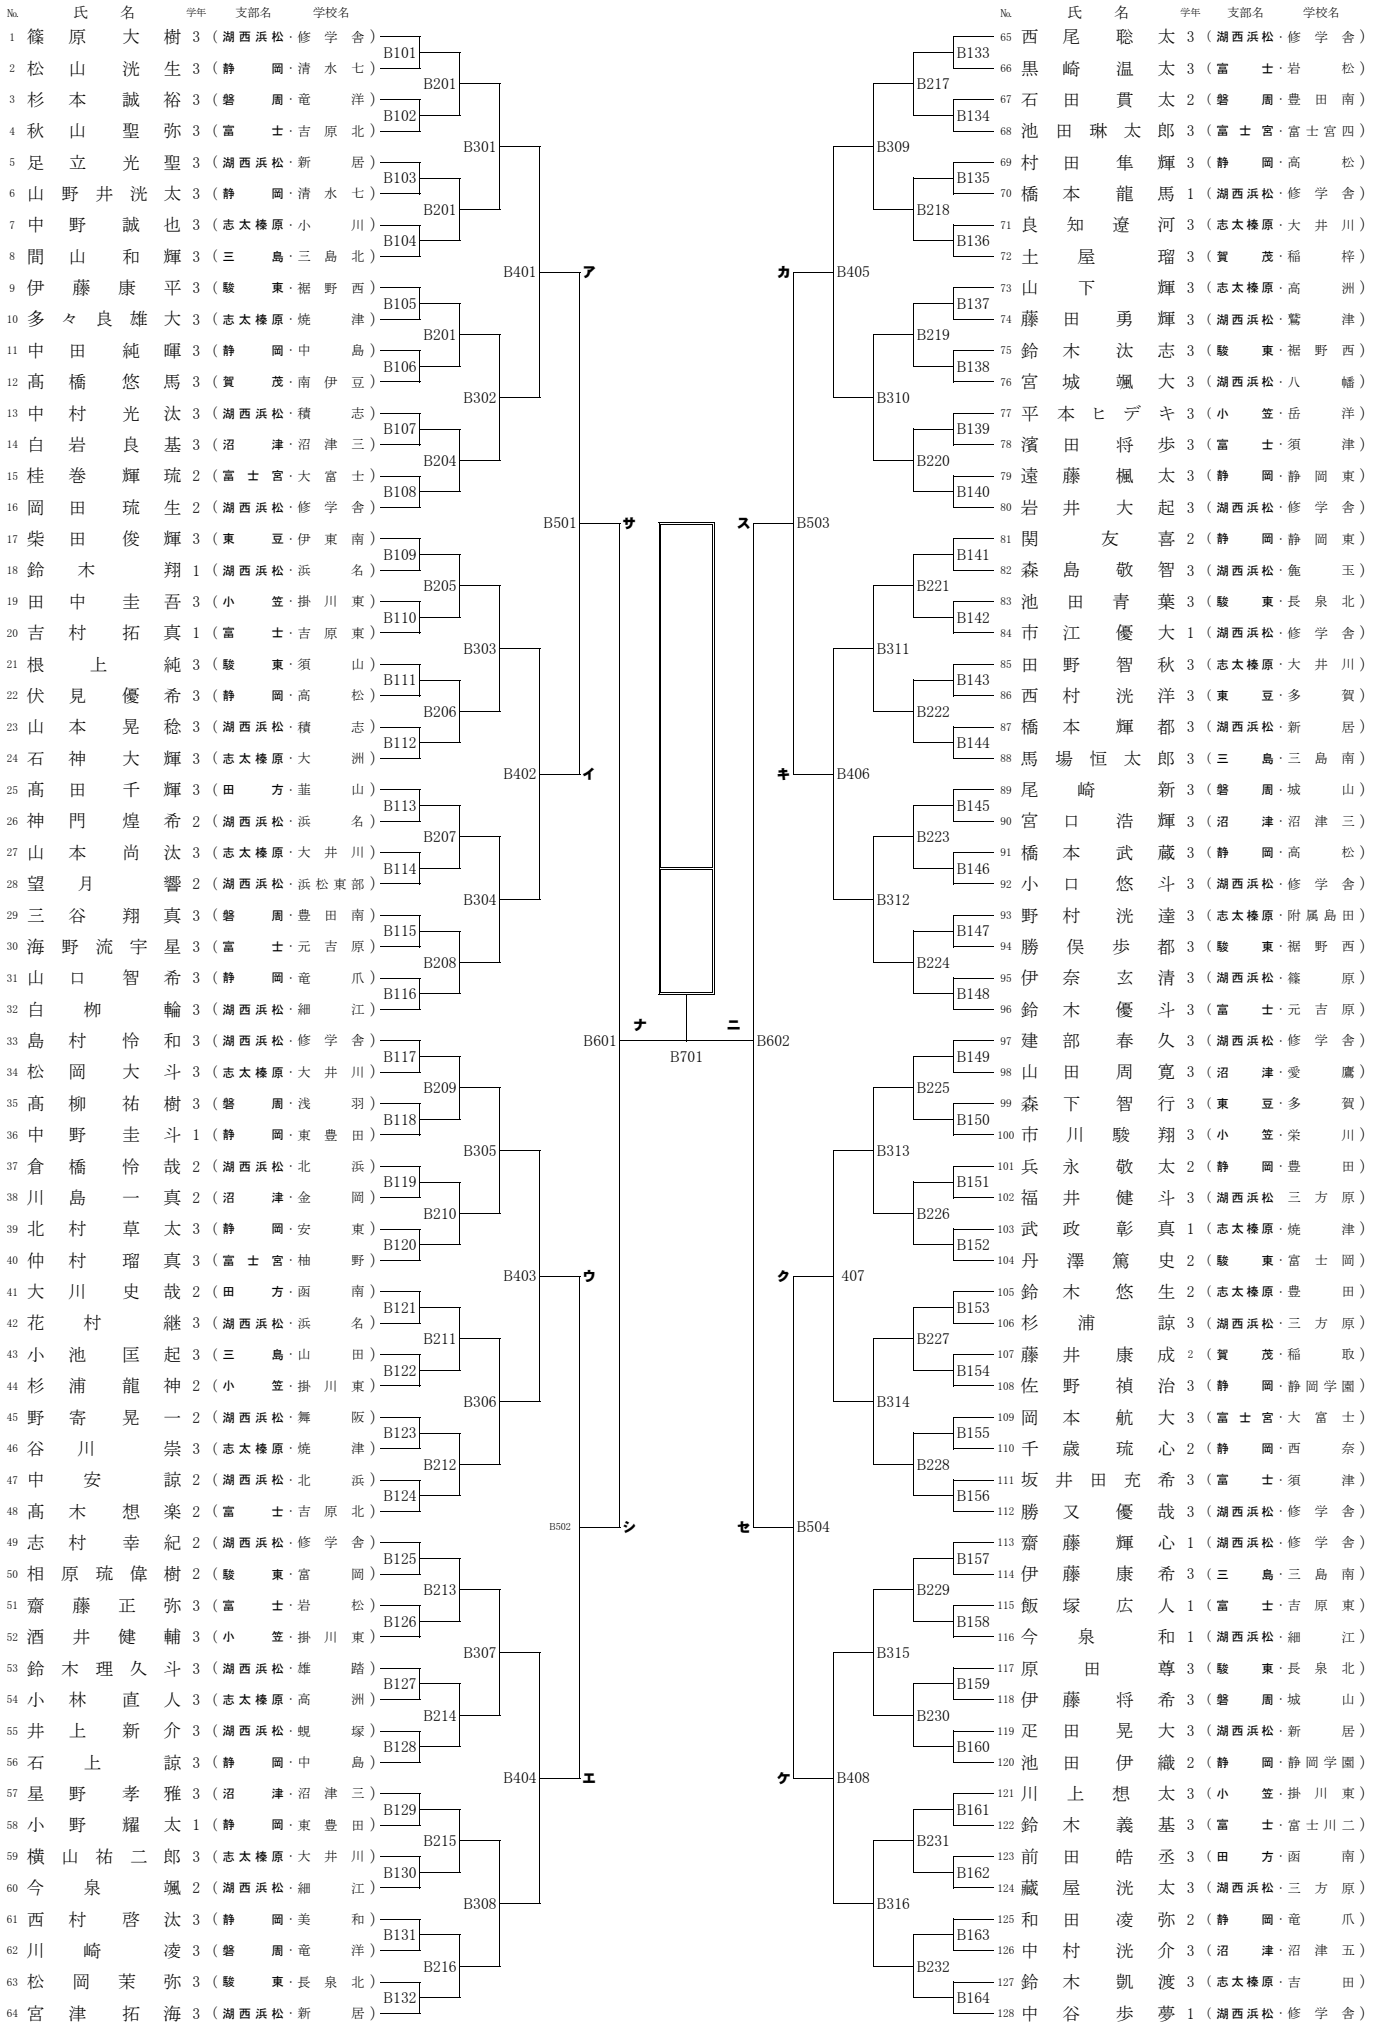 № 氏 名 学年 支部名 学校名
1 篠原大樹 3 (湖西浜松・修学舎)
2 松山洸生 3 (静岡・清水七)
3 杉本誠裕 3 (磐周・竜洋)
4 秋山聖弥 3 (富士・吉原北)
5 足立光聖 3 (湖西浜松・新居)
6 山野井洸太 3 (静岡・清水七)
7 中野誠也 3 (志太榛原・小川)
8 間山和輝 3 (三島・三島北)
9 伊藤康平 3 (駿東・裾野西)
10 多々良雄大 3 (志太榛原・焼津)
11 中田純暉 3 (静岡・中島)
12 髙橋悠馬 3 (賀茂・南伊豆)
13 中村光汰 3 (湖西浜松・積志)
14 白岩良基 3 (沼津・沼津三)
15 桂巻輝琉 2 (富士宮・大富士)
16 岡田琉生 2 (湖西浜松・修学舎)
17 柴田俊輝 3 (東豆・伊東南)
18 鈴木翔 1 (湖西浜松・浜名)
19 田中圭吾 3 (小笠・掛川東)
20 吉村拓真 1 (富士・吉原東)
21 根上純 3 (駿東・須山)
22 伏見優希 3 (静岡・高松)
23 山本晃稔 3 (湖西浜松・積志)
24 石神大輝 3 (志太榛原・大洲)
25 髙田千輝 3 (田方・韮山)
26 神門煌希 2 (湖西浜松・浜名)
27 山本尚汰 3 (志太榛原・大井川)
28 望月響 2 (湖西浜松・浜松東部)
29 三谷翔真 3 (磐周・豊田南)
30 海野流宇星 3 (富士・元吉原)
31 山口智希 3 (静岡・竜爪)
32 白栁輪 3 (湖西浜松・細江)
33 島村怜和 3 (湖西浜松・修学舎)
34 松岡大斗 3 (志太榛原・大井川)
35 髙柳祐樹 3 (磐周・浅羽)
36 中野圭斗 1 (静岡・東豊田)
37 倉橋怜哉 2 (湖西浜松・北浜)
38 川島一真 2 (沼津・金岡)
39 北村草太 3 (静岡・安東)
40 仲村瑠真 3 (富士宮・柚野)
41 大川史哉 2 (田方・函南)
42 花村継 3 (湖西浜松・浜名)
43 小池匡起 3 (三島・山田)
44 杉浦龍神 2 (小笠・掛川東)
45 野寄晃一 2 (湖西浜松・舞阪)
46 谷川崇 3 (志太榛原・焼津)
47 中安諒 2 (湖西浜松・北浜)
48 髙木想楽 2 (富士・吉原北)
49 志村幸紀 2 (湖西浜松・修学舎)
50 相原琉偉樹 2 (駿東・富岡)
51 齋藤正弥 3 (富士・岩松)
52 酒井健輔 3 (小笠・掛川東)
53 鈴木理久斗 3 (湖西浜松・雄踏)
54 小林直人 3 (志太榛原・高洲)
55 井上新介 3 (湖西浜松・蜆塚)
56 石上諒 3 (静岡・中島)
57 星野孝雅 3 (沼津・沼津三)
58 小野耀太 1 (静岡・東豊田)
59 横山祐二郎 3 (志太榛原・大井川)
60 今泉颯 2 (湖西浜松・細江)
61 西村啓汰 3 (静岡・美和)
62 川崎凌 3 (磐周・竜洋)
63 松岡茉弥 3 (駿東・長泉北)
64 宮津拓海 3 (湖西浜松・新居)
B101
B102
B103
B104
B105
B106
B107
B108
B109
B110
B111
B112
B113
B114
B115
B116
B117
B118
B119
B120
B121
B122
B123
B124
B125
B126
B127
B128
B129
B130
B131
B132
B201
B201
B201
B204
B205
B206
B207
B208
B209
B210
B211
B212
B213
B214
B215
B216
B301
B302
B303
B304
B305
B306
B307
B308
B401
B402
B403
B404
ア
イ
ウ
エ
B501
B502
サ
シ
B601
ナ
B701
ニ
B602
ス
セ
B503
B504
カ
キ
ク
ケ
B405
B406
407
B408
B309
B310
B311
B312
B313
B314
B315
B316
B217
B218
B219
B220
B221
B222
B223
B224
B225
B226
B227
B228
B229
B230
B231
B232
B133
B134
B135
B136
B137
B138
B139
B140
B141
B142
B143
B144
B145
B146
B147
B148
B149
B150
B151
B152
B153
B154
B155
B156
B157
B158
B159
B160
B161
B162
B163
B164
№ 氏 名 学年 支部名 学校名
65 西尾聡太 3 (湖西浜松・修学舎)
66 黒崎温太 3 (富士・岩松)
67 石田貫太 2 (磐周・豊田南)
68 池田琳太郎 3 (富士宮・富士宮四)
69 村田隼輝 3 (静岡・高松)
70 橋本龍馬 1 (湖西浜松・修学舎)
71 良知遼河 3 (志太榛原・大井川)
72 土屋瑠 3 (賀茂・稲梓)
73 山下輝 3 (志太榛原・高洲)
74 藤田勇輝 3 (湖西浜松・鷲津)
75 鈴木汰志 3 (駿東・裾野西)
76 宮城颯大 3 (湖西浜松・八幡)
77 平本ヒデキ 3 (小笠・岳洋)
78 濱田将歩 3 (富士・須津)
79 遠藤楓太 3 (静岡・静岡東)
80 岩井大起 3 (湖西浜松・修学舎)
81 関友喜 2 (静岡・静岡東)
82 森島敬智 3 (湖西浜松・麁玉)
83 池田青葉 3 (駿東・長泉北)
84 市江優大 1 (湖西浜松・修学舎)
85 田野智秋 3 (志太榛原・大井川)
86 西村洸洋 3 (東豆・多賀)
87 橋本輝都 3 (湖西浜松・新居)
88 馬場恒太郎 3 (三島・三島南)
89 尾崎新 3 (磐周・城山)
90 宮口浩輝 3 (沼津・沼津三)
91 橋本武蔵 3 (静岡・高松)
92 小口悠斗 3 (湖西浜松・修学舎)
93 野村洸達 3 (志太榛原・附属島田)
94 勝俣歩都 3 (駿東・裾野西)
95 伊奈玄清 3 (湖西浜松・篠原)
96 鈴木優斗 3 (富士・元吉原)
97 建部春久 3 (湖西浜松・修学舎)
98 山田周寛 3 (沼津・愛鷹)
99 森下智行 3 (東豆・多賀)
100 市川駿翔 3 (小笠・栄川)
101 兵永敬太 2 (静岡・豊田)
102 福井健斗 3 (湖西浜松 三方原)
103 武政彰真 1 (志太榛原・焼津)
104 丹澤篤史 2 (駿東・富士岡)
105 鈴木悠生 2 (志太榛原・豊田)
106 杉浦諒 3 (湖西浜松・三方原)
107 藤井康成 2 (賀茂・稲取)
108 佐野禎治 3 (静岡・静岡学園)
109 岡本航大 3 (富士宮・大富士)
110 千歳琉心 2 (静岡・西奈)
111 坂井田充希 3 (富士・須津)
112 勝又優哉 3 (湖西浜松・修学舎)
113 齋藤輝心 1 (湖西浜松・修学舎)
114 伊藤康希 3 (三島・三島南)
115 飯塚広人 1 (富士・吉原東)
116 今泉和 1 (湖西浜松・細江)
117 原田尊 3 (駿東・長泉北)
118 伊藤将希 3 (磐周・城山)
119 疋田晃大 3 (湖西浜松・新居)
120 池田伊織 2 (静岡・静岡学園)
121 川上想太 3 (小笠・掛川東)
122 鈴木義基 3 (富士・富士川二)
123 前田皓丞 3 (田方・函南)
124 藏屋洸太 3 (湖西浜松・三方原)
125 和田凌弥 2 (静岡・竜爪)
126 中村洸介 3 (沼津・沼津五)
127 鈴木凱渡 3 (志太榛原・吉田)
128 中谷歩夢 1 (湖西浜松・修学舎)